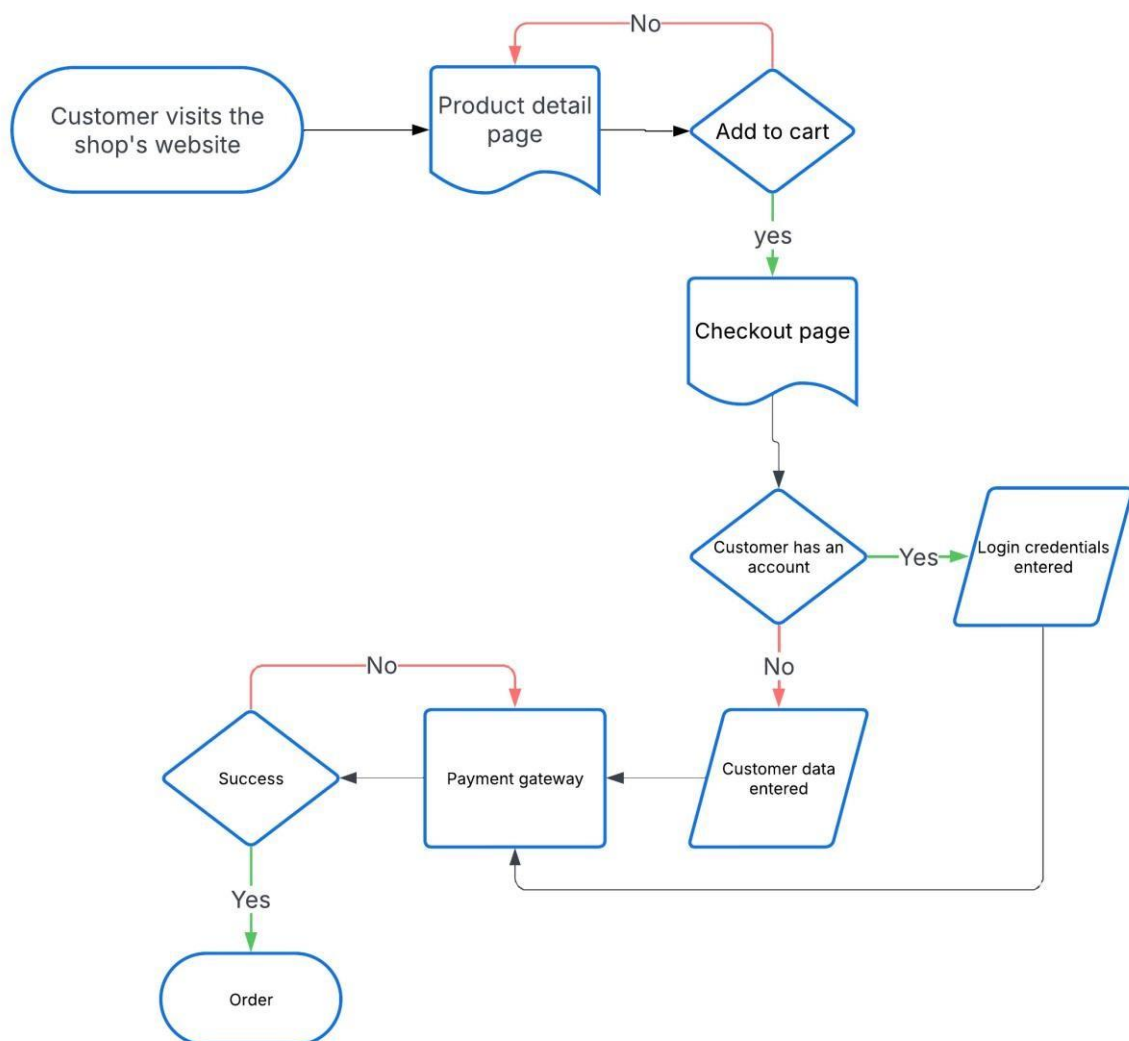 No
Customer visits the
shop's website
Product detail
page
Add to cart
yes
Checkout page
Customer has an
account
Yes
Login credentials
entered
No
No
Success
Payment gateway
Customer data
entered
Yes
Order